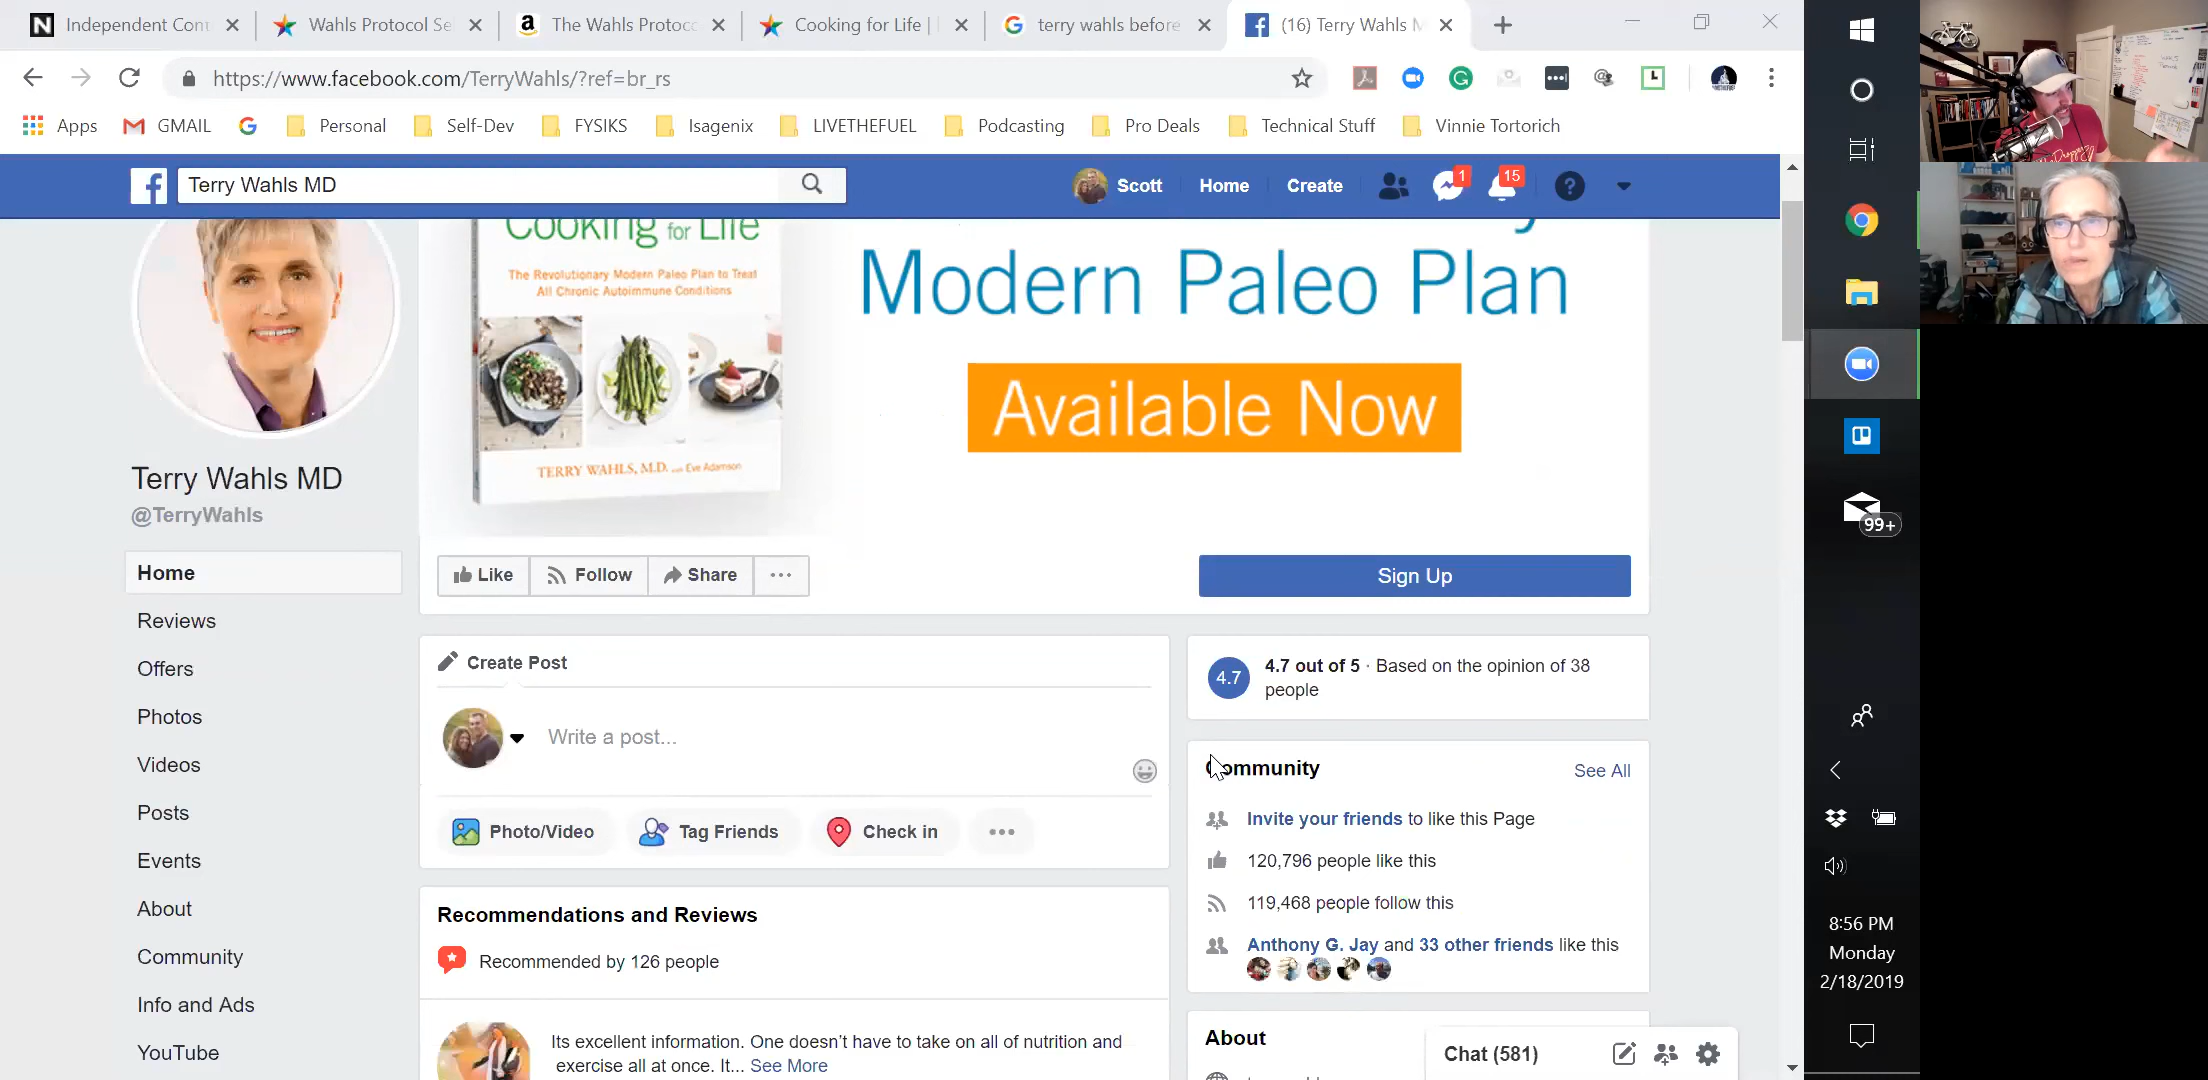 Independent Cont
Wahls Protocol Se
The Wahls Protoco
Cooking for Life |
terry wahls before
(16) Terry Wahls M
https://www.facebook.com/TerryWahls/?ref=br_rs
Apps
GMAIL
Personal
Self-Dev
FYSIKS
Isagenix
LIVETHEFUEL
Podcasting
Pro Deals
Technical Stuff
Vinnie Tortorich
Terry Wahls MD
Scott
Home
Create
1
15
Cooking for Life
The Revolutionary Modern Paleo Plan to Treat
All Chronic Autoimmune Conditions
TERRY WAHLS, M.D. with Eve Adamson
Modern Paleo Plan
Available Now
Terry Wahls MD
@TerryWahls
Home
Reviews
Offers
Photos
Videos
Posts
Events
About
Community
Info and Ads
YouTube
Like
Follow
Share
Sign Up
Create Post
Write a post...
Photo/Video
Tag Friends
Check in
Recommendations and Reviews
Recommended by 126 people
Its excellent information. One doesn't have to take on all of nutrition and
exercise all at once. It... See More
4.7
4.7 out of 5 · Based on the opinion of 38
people
Community
See All
Invite your friends to like this Page
120,796 people like this
119,468 people follow this
Anthony G. Jay and 33 other friends like this
About
Chat (581)
99+
8:56 PM
Monday
2/18/2019